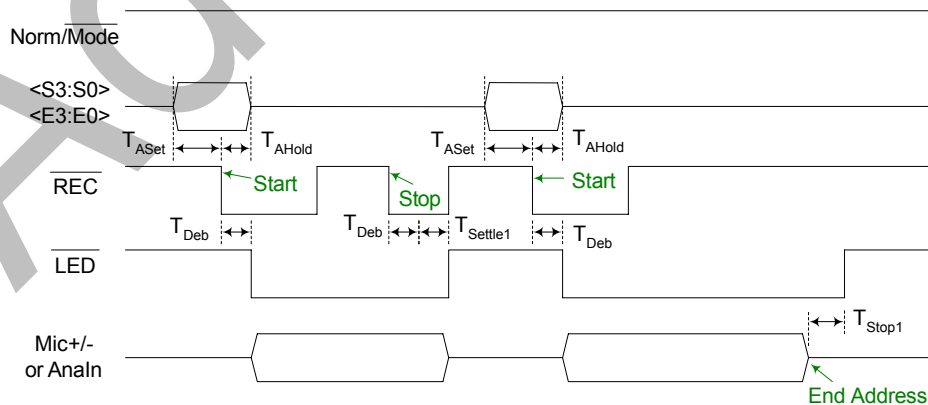 Norm/Mode
<S3:S0>
<E3:E0>
TASet
TAHold
TASet
TAHold
REC
Start
Stop
Start
TDeb
TDeb
TSettle1
TDeb
LED
TStop1
Mic+/-
or AnaIn
End Address